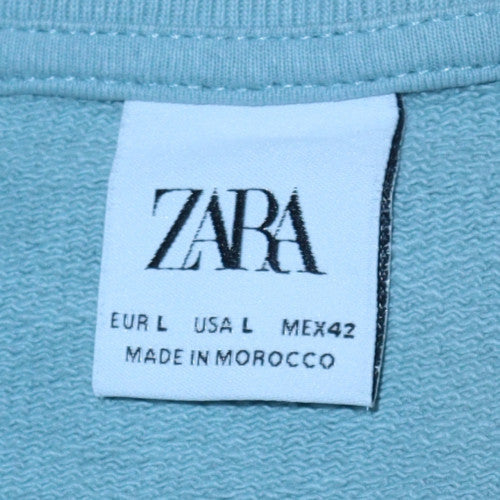 ZARA
EUR L USA L MEX42
MADE IN MOROCCO